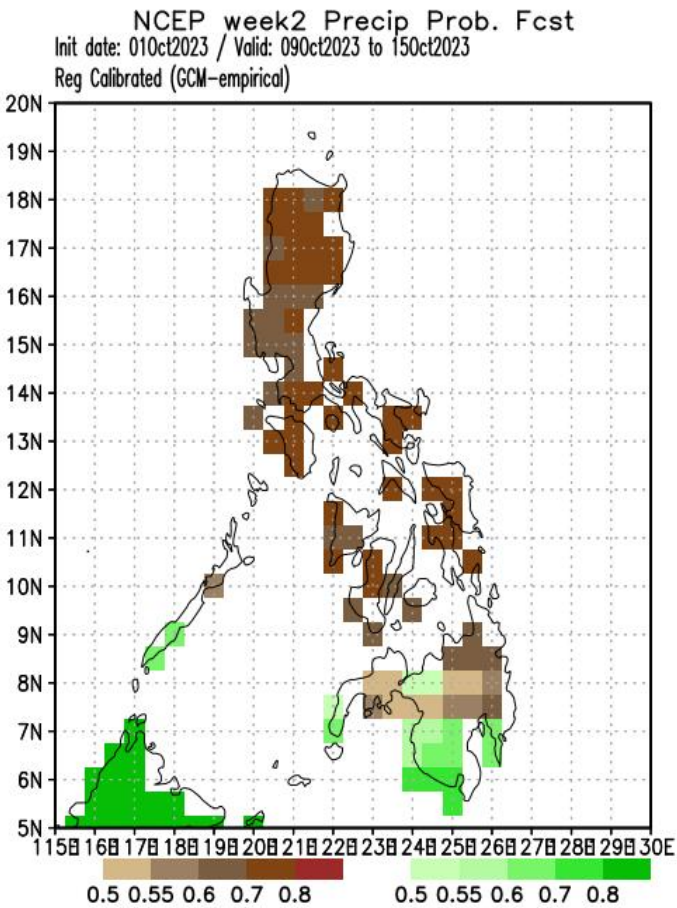 NCEP week2 Precip Prob. Fcst
Init date: 01Oct2023 / Valid: 09Oct2023 to 15Oct2023
Reg Calibrated (GCM-empirical)
20N
19N
18N
17N
16N
15N
14N
13N
12N
11N
10N
9N
8N
7N
6N
5N
115E 116E 117E 118E 119E 120E 121E 122E 123E 124E 125E 126E 127E 128E 129E 130E
0.5 0.55 0.6 0.7 0.8 0.5 0.55 0.6 0.7 0.8